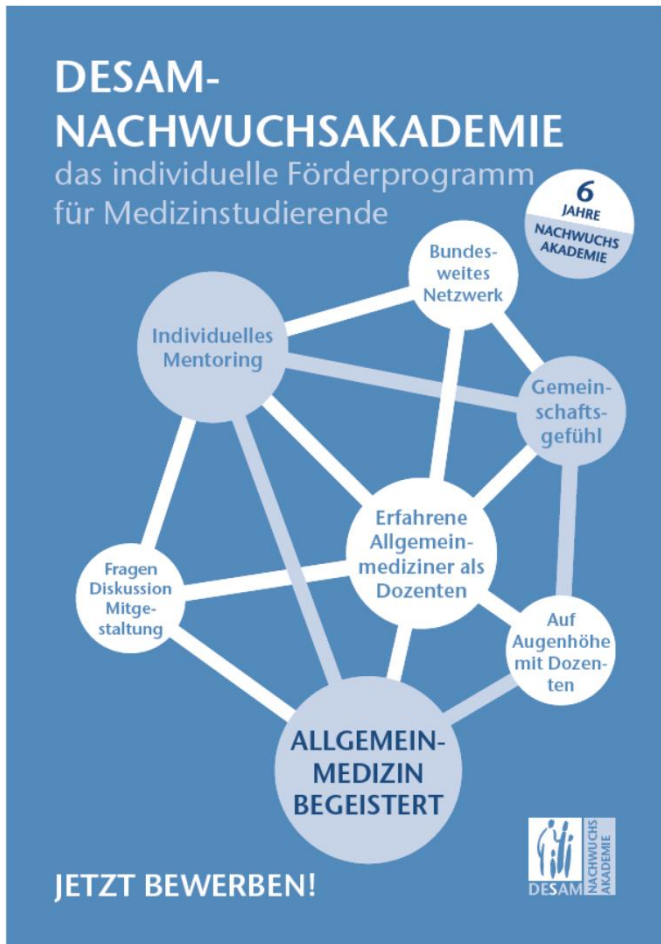 DESAM-
NACHWUCHSAKADEMIE
das individuelle Förderprogramm
für Medizinstudierende
6
JAHRE
NACHWUCHS
AKADEMIE
Bundes-
weites
Netzwerk
Individuelles
Mentoring
Gemein-
schafts-
gefühl
Erfahrene
Allgemein-
mediziner als
Dozenten
Fragen
Diskussion
Mitge-
staltung
Auf
Augenhöhe
mit Dozen-
ten
ALLGEMEIN-
MEDIZIN
BEGEISTERT
JETZT BEWERBEN!
DESAM
NACHWUCHS
AKADEMIE